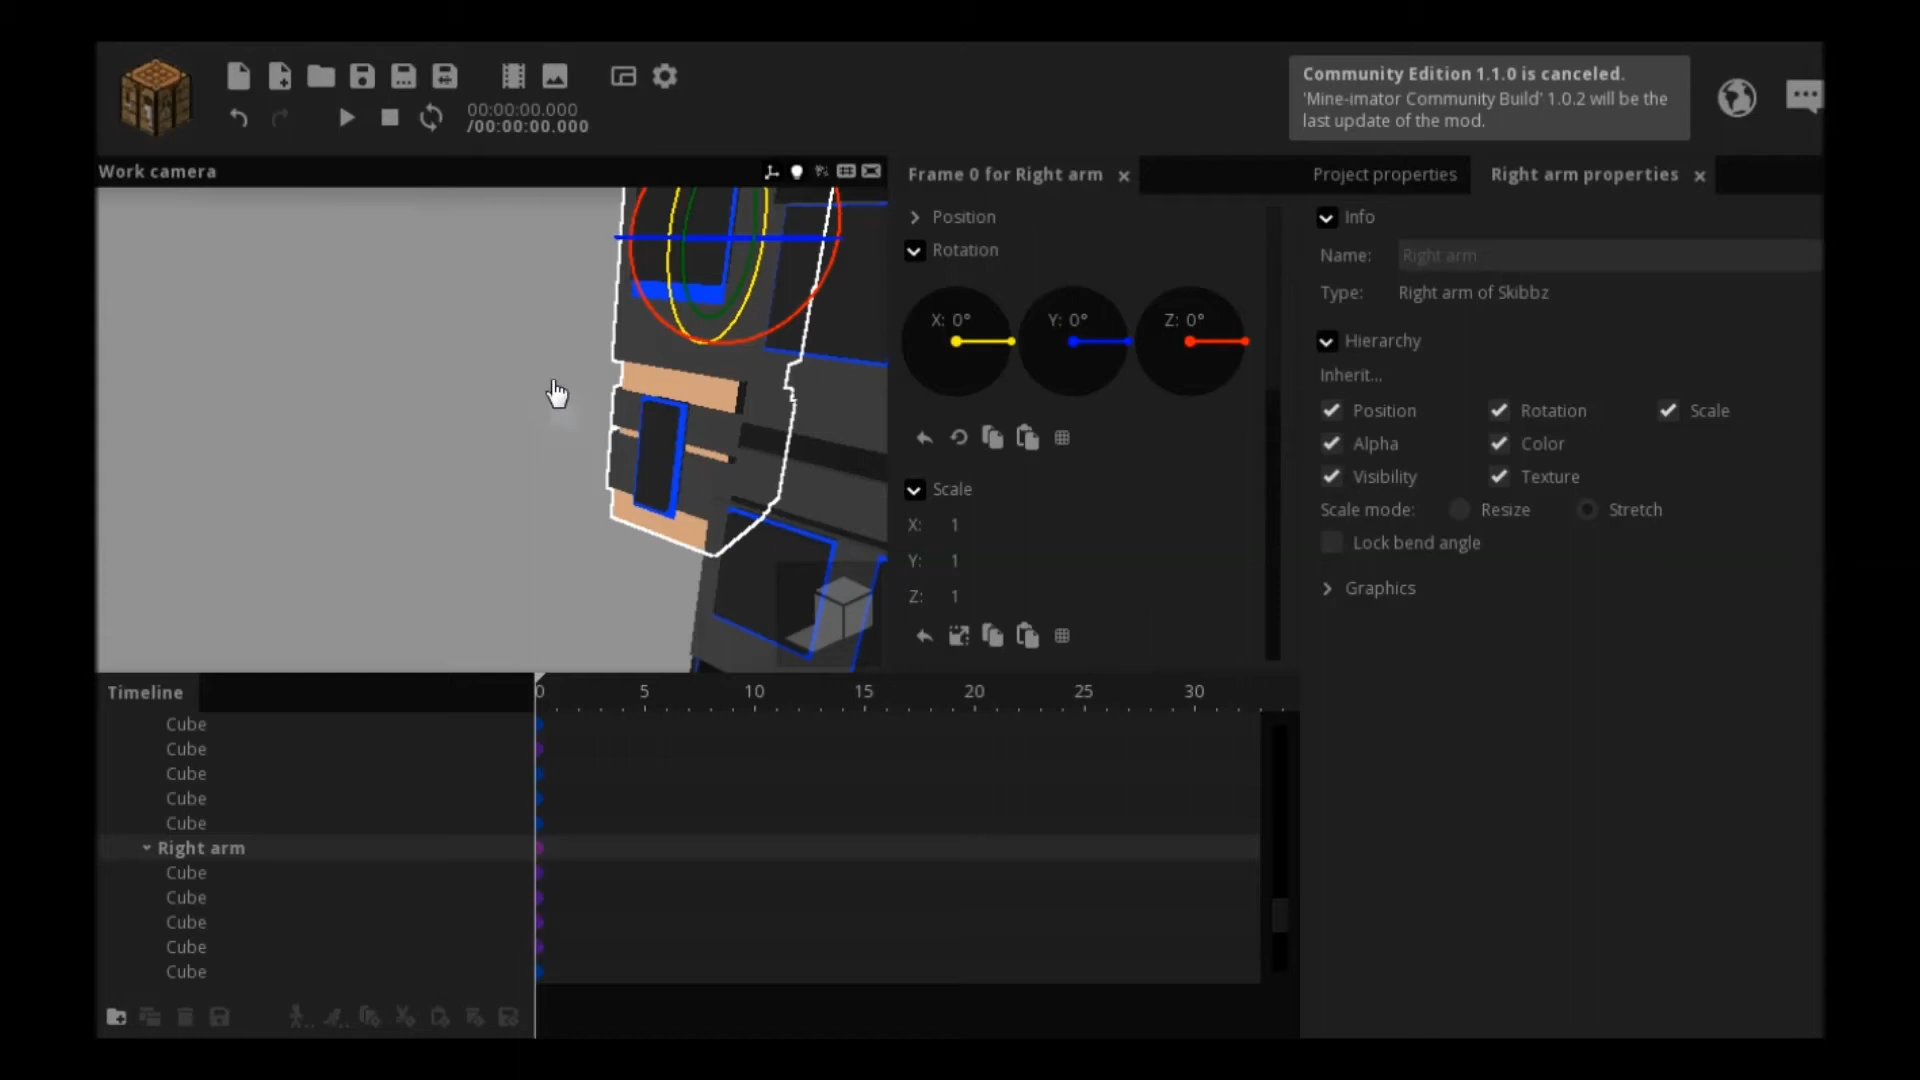 00:00:00.000
/00:00:00.000
Community Edition 1.1.0 is canceled.
'Mine-imator Community Build' 1.0.2 will be the
last update of the mod.
Work camera
Frame 0 for Right arm
Project properties
Right arm properties
Position
Rotation
X: 0°
Y: 0°
Z: 0°
Scale
X: 1
Y: 1
Z: 1
Info
Name: Right arm
Type: Right arm of Skibbz
Hierarchy
Inherit...
Position Rotation Scale
Alpha Color
Visibility Texture
Scale mode: Resize Stretch
Lock bend angle
Graphics
Timeline
0 5 10 15 20 25 30
Cube
Cube
Cube
Cube
Cube
Right arm
Cube
Cube
Cube
Cube
Cube